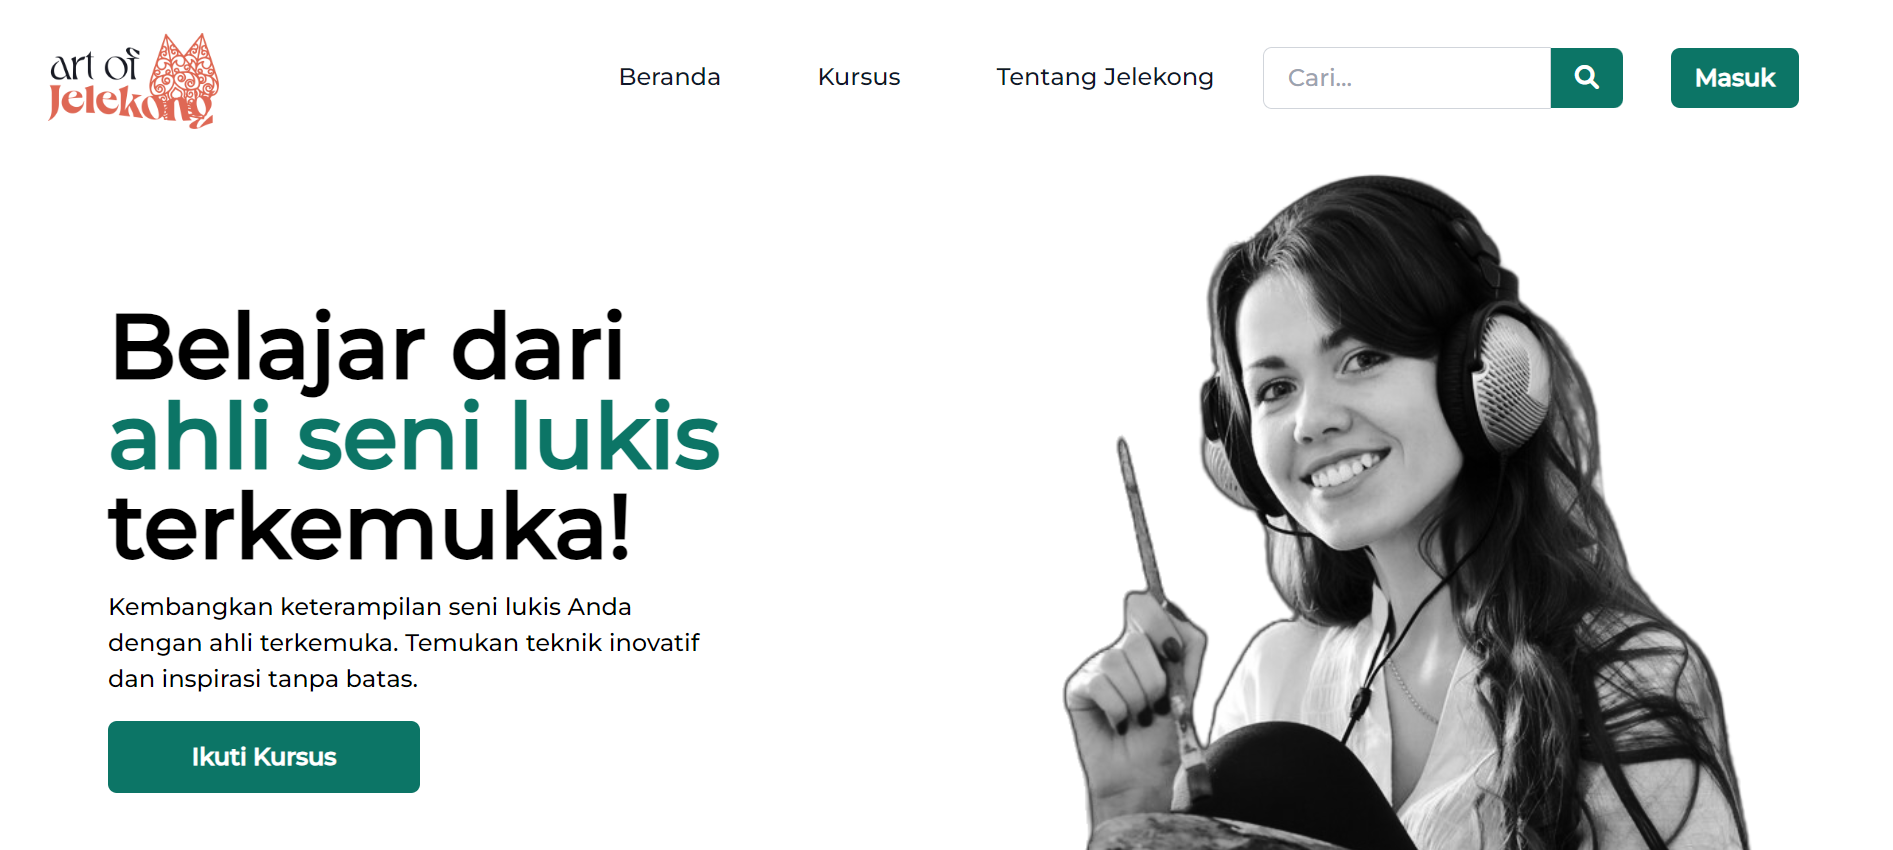 art of
Jelekong
Beranda
Kursus
Tentang Jelekong
Cari...
Masuk
Belajar dari
ahli seni lukis
terkemuka!
Kembangkan keterampilan seni lukis Anda
dengan ahli terkemuka. Temukan teknik inovatif
dan inspirasi tanpa batas.
Ikuti Kursus